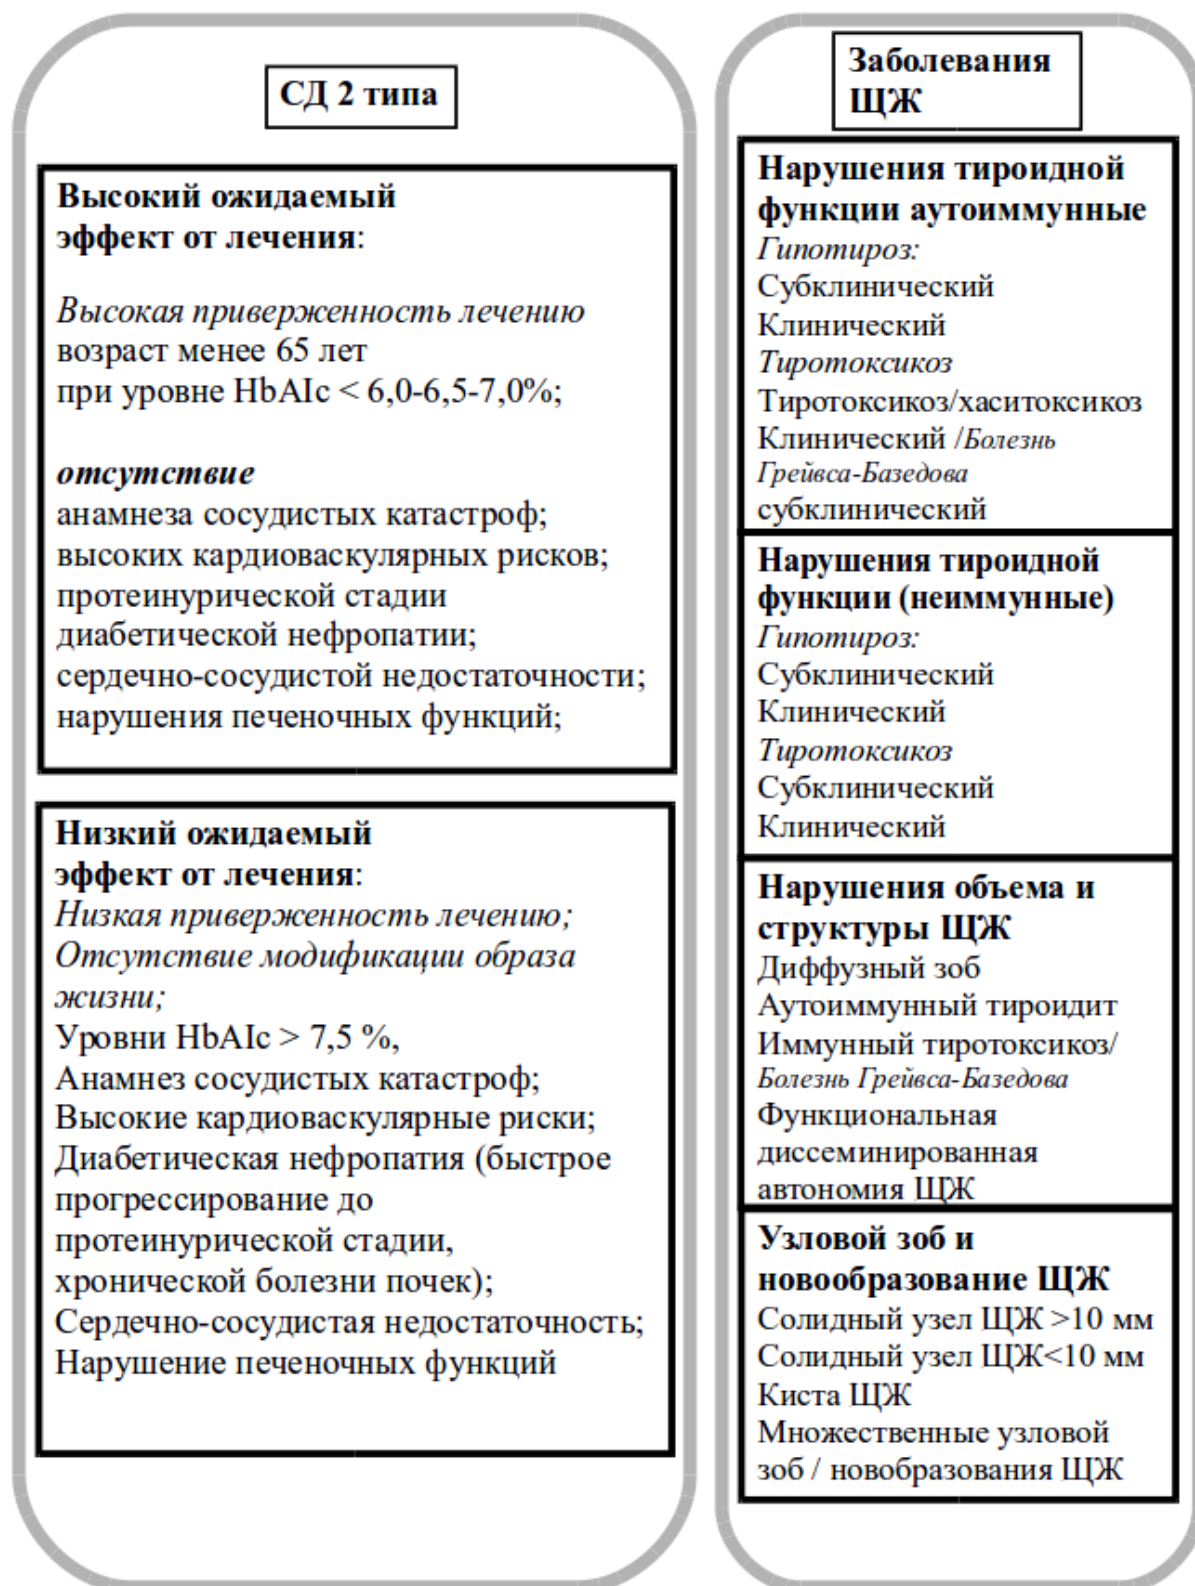 СД 2 типа
Высокий ожидаемый
эффект от лечения:
Высокая приверженность лечению
возраст менее 65 лет
при уровне HbAIc < 6,0-6,5-7,0%;
отсутствие
анамнеза сосудистых катастроф;
высоких кардиоваскулярных рисков;
протеинурической стадии
диабетической нефропатии;
сердечно-сосудистой недостаточности;
нарушения печеночных функций;
Низкий ожидаемый
эффект от лечения:
Низкая приверженность лечению;
Отсутствие модификации образа
жизни;
Уровни HbAIc > 7,5 %,
Анамнез сосудистых катастроф;
Высокие кардиоваскулярные риски;
Диабетическая нефропатия (быстрое
прогрессирование до
протеинурической стадии,
хронической болезни почек);
Сердечно-сосудистая недостаточность;
Нарушение печеночных функций
Заболевания
ЩЖ
Нарушения тироидной
функции аутоиммунные
Гипотироз:
Субклинический
Клинический
Тиротоксикоз
Тиротоксикоз/хаситоксикоз
Клинический /Болезнь
Грейвса-Базедова
субклинический
Нарушения тироидной
функции (неиммунные)
Гипотироз:
Субклинический
Клинический
Тиротоксикоз
Субклинический
Клинический
Нарушения объема и
структуры ЩЖ
Диффузный зоб
Аутоиммунный тироидит
Иммунный тиротоксикоз/
Болезнь Грейвса-Базедова
Функциональная
диссеминированная
автономия ЩЖ
Узловой зоб и
новообразование ЩЖ
Солидный узел ЩЖ >10 мм
Солидный узел ЩЖ<10 мм
Киста ЩЖ
Множественные узловой
зоб / новобразования ЩЖ